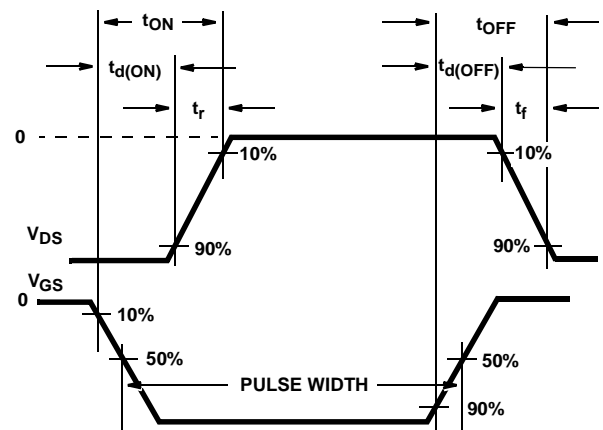 tON
tOFF
td(ON)
td(OFF)
tr
tf
0
10%
10%
VDS
90%
90%
VGS
0
10%
50%
50%
PULSE WIDTH
90%